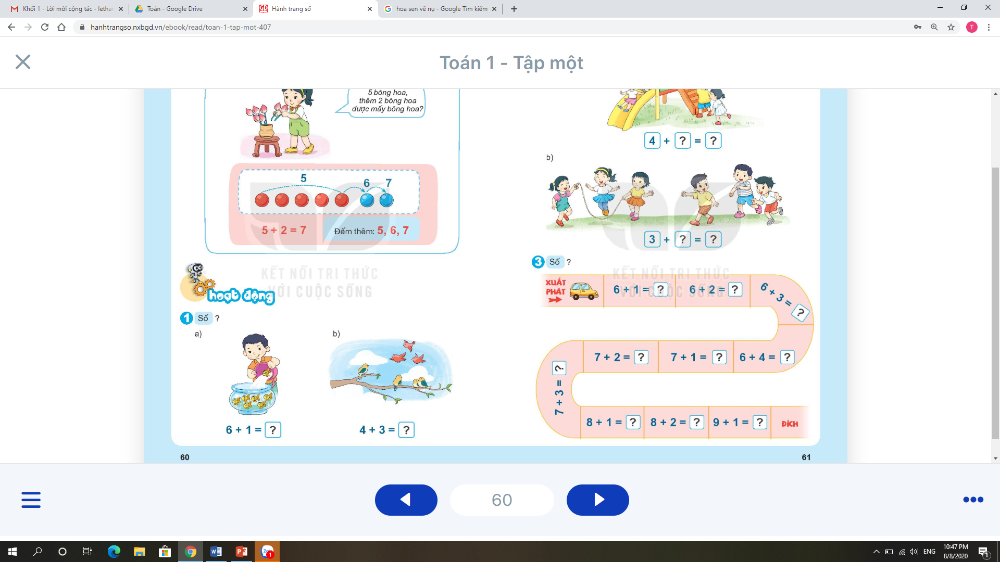 Khối 1 - Lời mời cộng tác - lethan
Toán - Google Drive
Hành trang số
hoa sen vẽ nụ - Google Tìm kiếm
hanhtrangso.nxbgd.vn/ebook/read/toan-1-tap-mot-407
T
Toán 1 - Tập một
5 bông hoa,
thêm 2 bông hoa
được mấy bông hoa?
5
6
7
5 + 2 = 7
Đếm thêm: 5, 6, 7
KẾT NỐI TRI THỨC
VỚI CUỘC SỐNG
hoạt động
1 Số ?
a)
6 + 1 = ?
b)
4 + 3 = ?
60
4 + ? = ?
b)
3 + ? = ?
3 Số ?
KẾT NỐI TRI THỨC
VỚI CUỘC SỐNG
XUẤT
PHÁT
6 + 1 = ?
6 + 2 = ?
6 + 3 = ?
6 + 4 = ?
7 + 1 = ?
7 + 2 = ?
7 + 3 = ?
8 + 1 = ?
8 + 2 = ?
9 + 1 = ?
ĐÍCH
61
60
Zalo
1
ENG
10:47 PM
8/8/2020
1